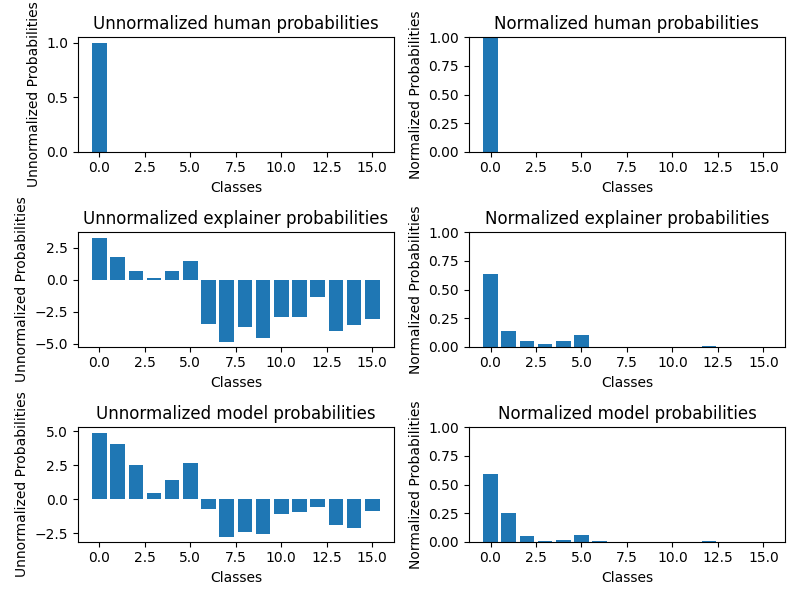 Unnormalized human probabilities
Unnormalized Probabilities
1.0
0.5
0.0
0.0 2.5 5.0 7.5 10.0 12.5 15.0
Classes
Normalized human probabilities
Normalized Probabilities
1.00
0.75
0.50
0.25
0.00
0.0 2.5 5.0 7.5 10.0 12.5 15.0
Classes
Unnormalized explainer probabilities
Unnormalized Probabilities
2.5
0.0
−2.5
−5.0
0.0 2.5 5.0 7.5 10.0 12.5 15.0
Classes
Normalized explainer probabilities
Normalized Probabilities
1.00
0.75
0.50
0.25
0.00
0.0 2.5 5.0 7.5 10.0 12.5 15.0
Classes
Unnormalized model probabilities
Unnormalized Probabilities
5.0
2.5
0.0
−2.5
0.0 2.5 5.0 7.5 10.0 12.5 15.0
Classes
Normalized model probabilities
Normalized Probabilities
1.00
0.75
0.50
0.25
0.00
0.0 2.5 5.0 7.5 10.0 12.5 15.0
Classes